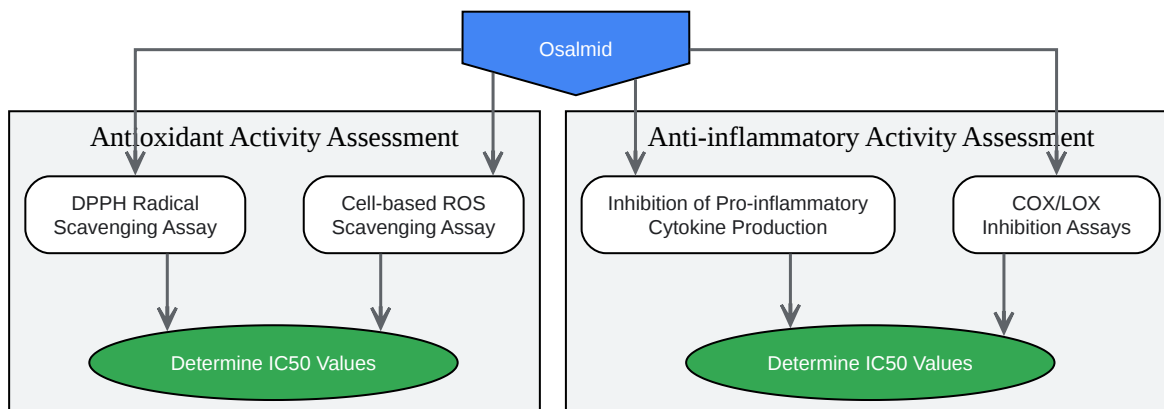 Osalmid
Antioxidant Activity Assessment
DPPH Radical
Scavenging Assay
Cell-based ROS
Scavenging Assay
Determine IC50 Values
Anti-inflammatory Activity Assessment
Inhibition of Pro-inflammatory
Cytokine Production
COX/LOX
Inhibition Assays
Determine IC50 Values